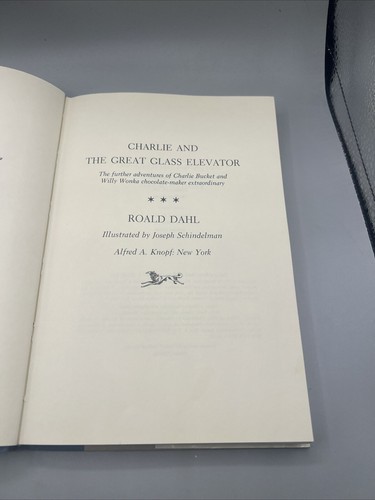 CHARLIE AND
THE GREAT GLASS ELEVATOR
The further adventures of Charlie Bucket and
Willy Wonka chocolate-maker extraordinary
* * *
ROALD DAHL
Illustrated by Joseph Schindelman
Alfred A. Knopf: New York